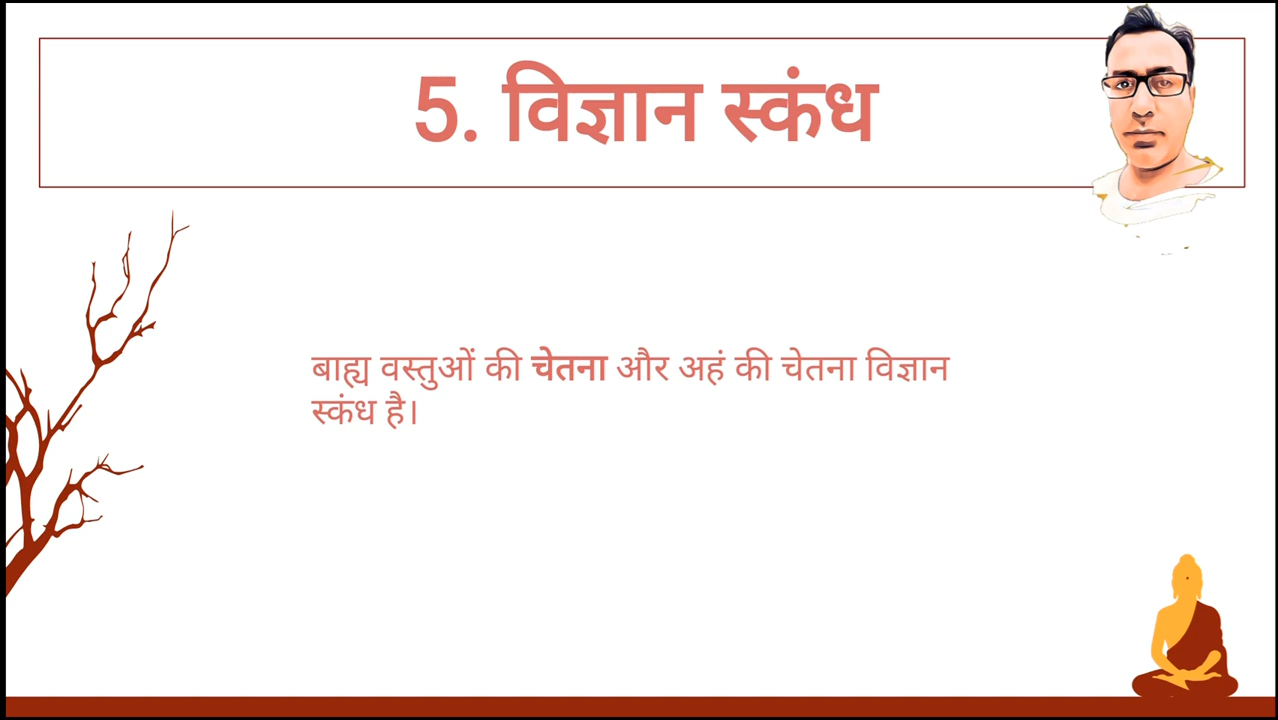 5. विज्ञान स्कंध
बाह्य वस्तुओं की चेतना और अहं की चेतना विज्ञान
स्कंध है।